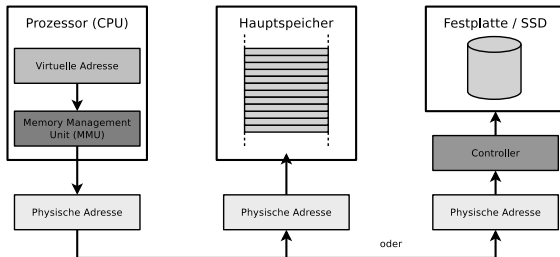 Prozessor (CPU)
Virtuelle Adresse
Memory Management
Unit (MMU)
Physische Adresse
Hauptspeicher
Physische Adresse
Festplatte / SSD
Controller
Physische Adresse
oder